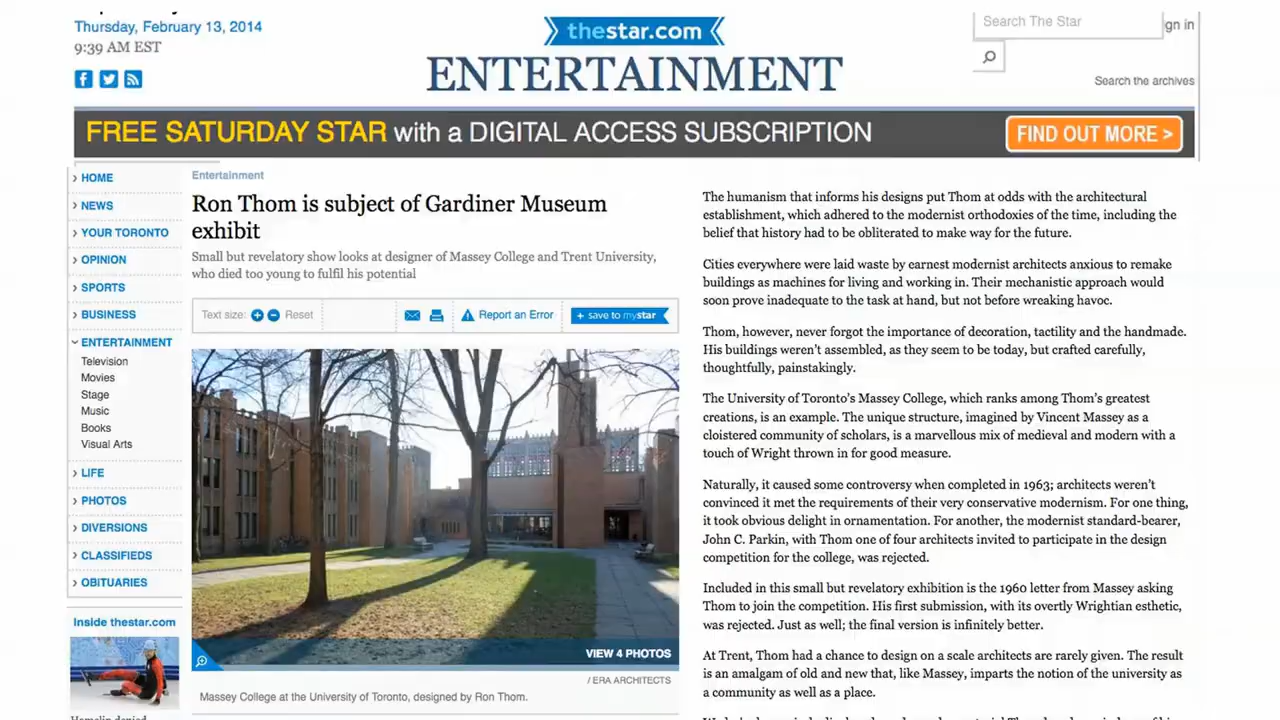 Thursday, February 13, 2014
9:39 AM EST
thestar.com
ENTERTAINMENT
Search The Star
gn in
Search the archives
FREE SATURDAY STAR with a DIGITAL ACCESS SUBSCRIPTION
FIND OUT MORE >
HOME
NEWS
YOUR TORONTO
OPINION
SPORTS
BUSINESS
ENTERTAINMENT
Television
Movies
Stage
Music
Books
Visual Arts
LIFE
PHOTOS
DIVERSIONS
CLASSIFIEDS
OBITUARIES
Inside thestar.com
Hamelin denied
Entertainment
Ron Thom is subject of Gardiner Museum
exhibit
Small but revelatory show looks at designer of Massey College and Trent University,
who died too young to fulfil his potential
Text size: + − Reset
Report an Error
+ save to mystar
VIEW 4 PHOTOS
/ ERA ARCHITECTS
Massey College at the University of Toronto, designed by Ron Thom.
The humanism that informs his designs put Thom at odds with the architectural
establishment, which adhered to the modernist orthodoxies of the time, including the
belief that history had to be obliterated to make way for the future.
Cities everywhere were laid waste by earnest modernist architects anxious to remake
buildings as machines for living and working in. Their mechanistic approach would
soon prove inadequate to the task at hand, but not before wreaking havoc.
Thom, however, never forgot the importance of decoration, tactility and the handmade.
His buildings weren't assembled, as they seem to be today, but crafted carefully,
thoughtfully, painstakingly.
The University of Toronto's Massey College, which ranks among Thom's greatest
creations, is an example. The unique structure, imagined by Vincent Massey as a
cloistered community of scholars, is a marvellous mix of medieval and modern with a
touch of Wright thrown in for good measure.
Naturally, it caused some controversy when completed in 1963; architects weren't
convinced it met the requirements of their very conservative modernism. For one thing,
it took obvious delight in ornamentation. For another, the modernist standard-bearer,
John C. Parkin, with Thom one of four architects invited to participate in the design
competition for the college, was rejected.
Included in this small but revelatory exhibition is the 1960 letter from Massey asking
Thom to join the competition. His first submission, with its overtly Wrightian esthetic,
was rejected. Just as well; the final version is infinitely better.
At Trent, Thom had a chance to design on a scale architects are rarely given. The result
is an amalgam of old and new that, like Massey, imparts the notion of the university as
a community as well as a place.